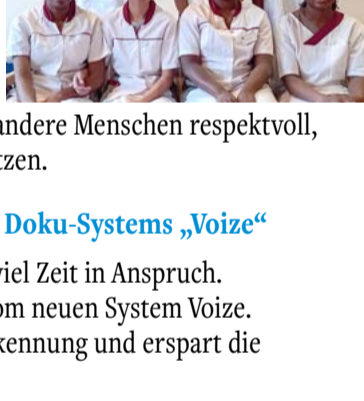 andere Menschen respektvoll,
tzen.
Doku-Systems „Voize“
viel Zeit in Anspruch.
om neuen System Voize.
kennung und erspart die